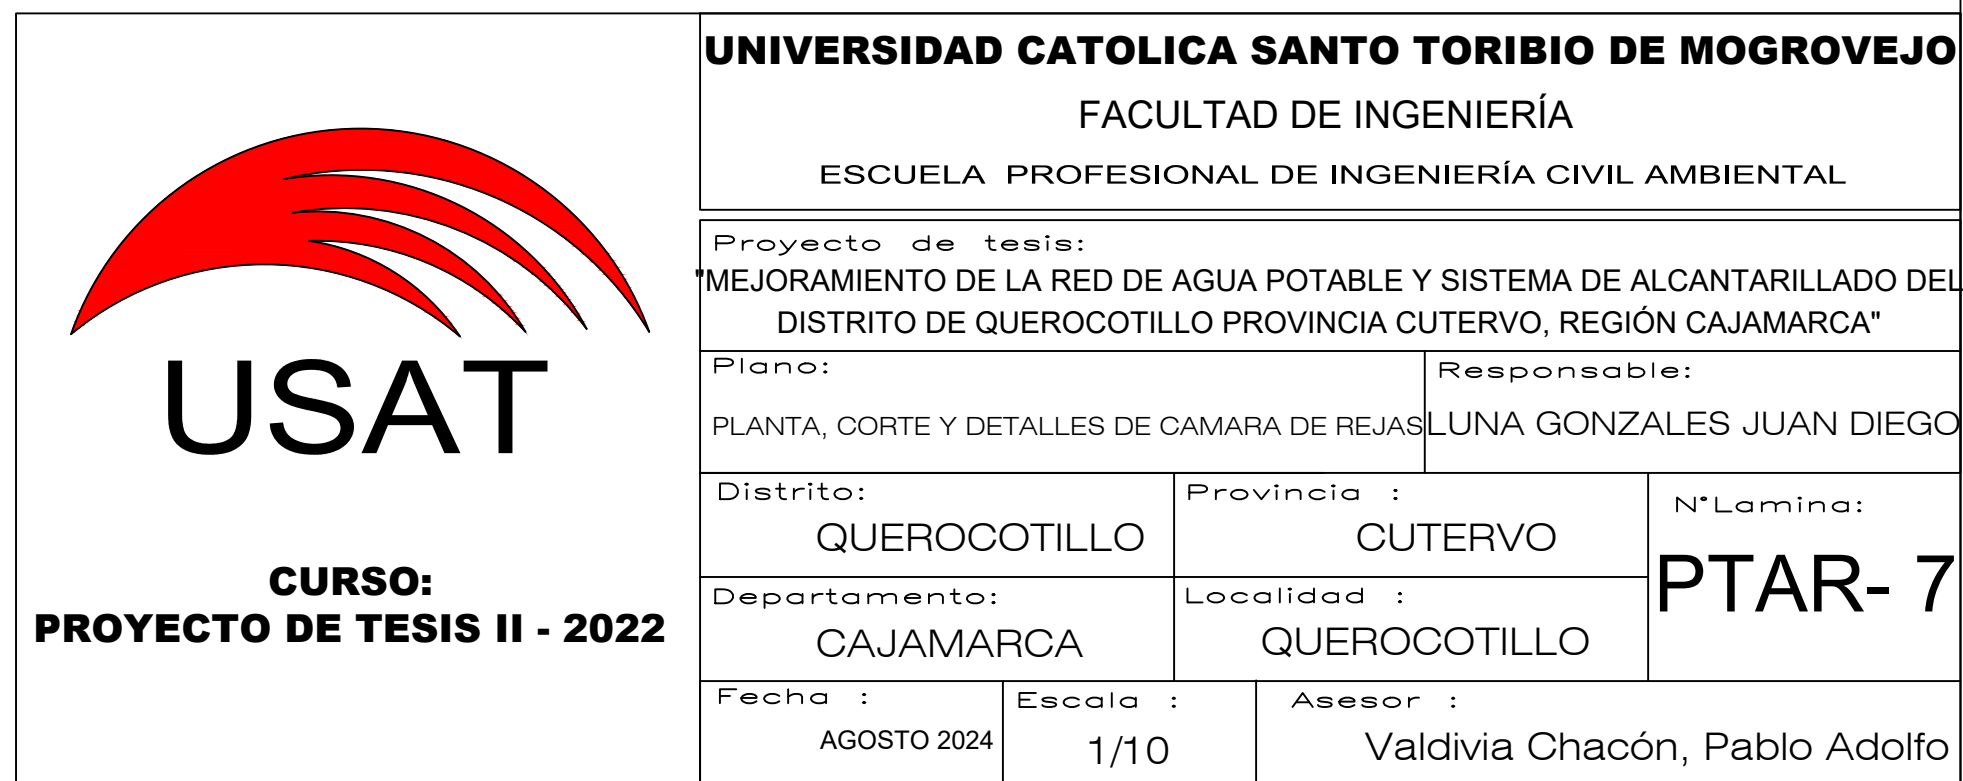 USAT
CURSO:
PROYECTO DE TESIS II - 2022
UNIVERSIDAD CATOLICA SANTO TORIBIO DE MOGROVEJO
FACULTAD DE INGENIERÍA
ESCUELA PROFESIONAL DE INGENIERÍA CIVIL AMBIENTAL
Proyecto de tesis:
"MEJORAMIENTO DE LA RED DE AGUA POTABLE Y SISTEMA DE ALCANTARILLADO DEL
DISTRITO DE QUEROCOTILLO PROVINCIA CUTERVO, REGIÓN CAJAMARCA"
Plano:
PLANTA, CORTE Y DETALLES DE CAMARA DE REJAS
Responsable:
LUNA GONZALES JUAN DIEGO
Distrito:
QUEROCOTILLO
Provincia :
CUTERVO
N°Lamina:
PTAR- 7
Departamento:
CAJAMARCA
Localidad :
QUEROCOTILLO
Fecha :
AGOSTO 2024
Escala :
1/10
Asesor :
Valdivia Chacón, Pablo Adolfo